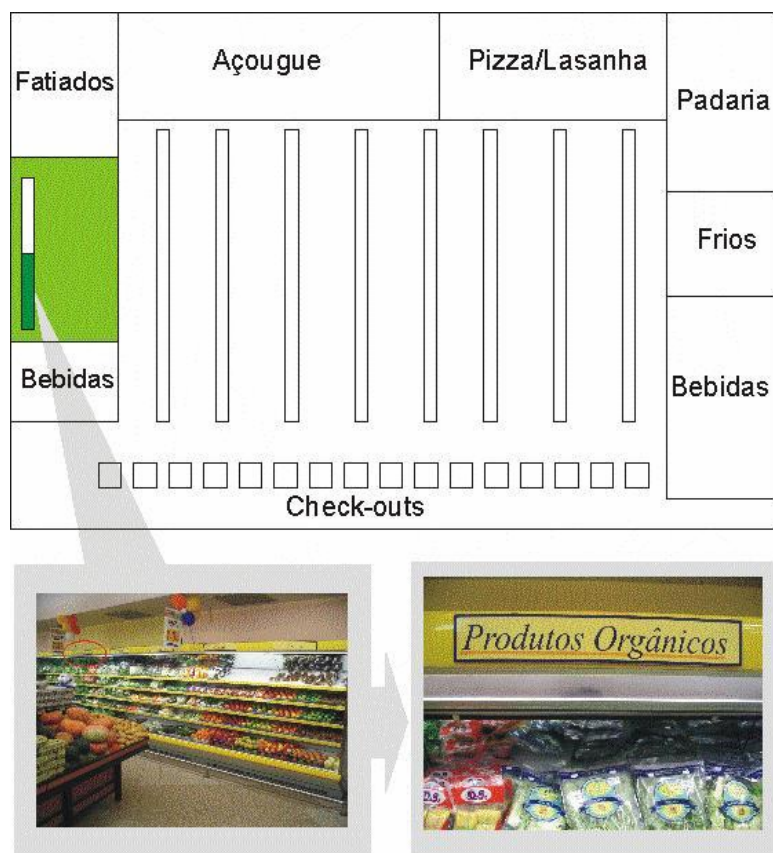 Açougue
Pizza/Lasanha
Fatiados
Padaria
Frios
Bebidas
Bebidas
Check-outs
Produtos Orgânicos